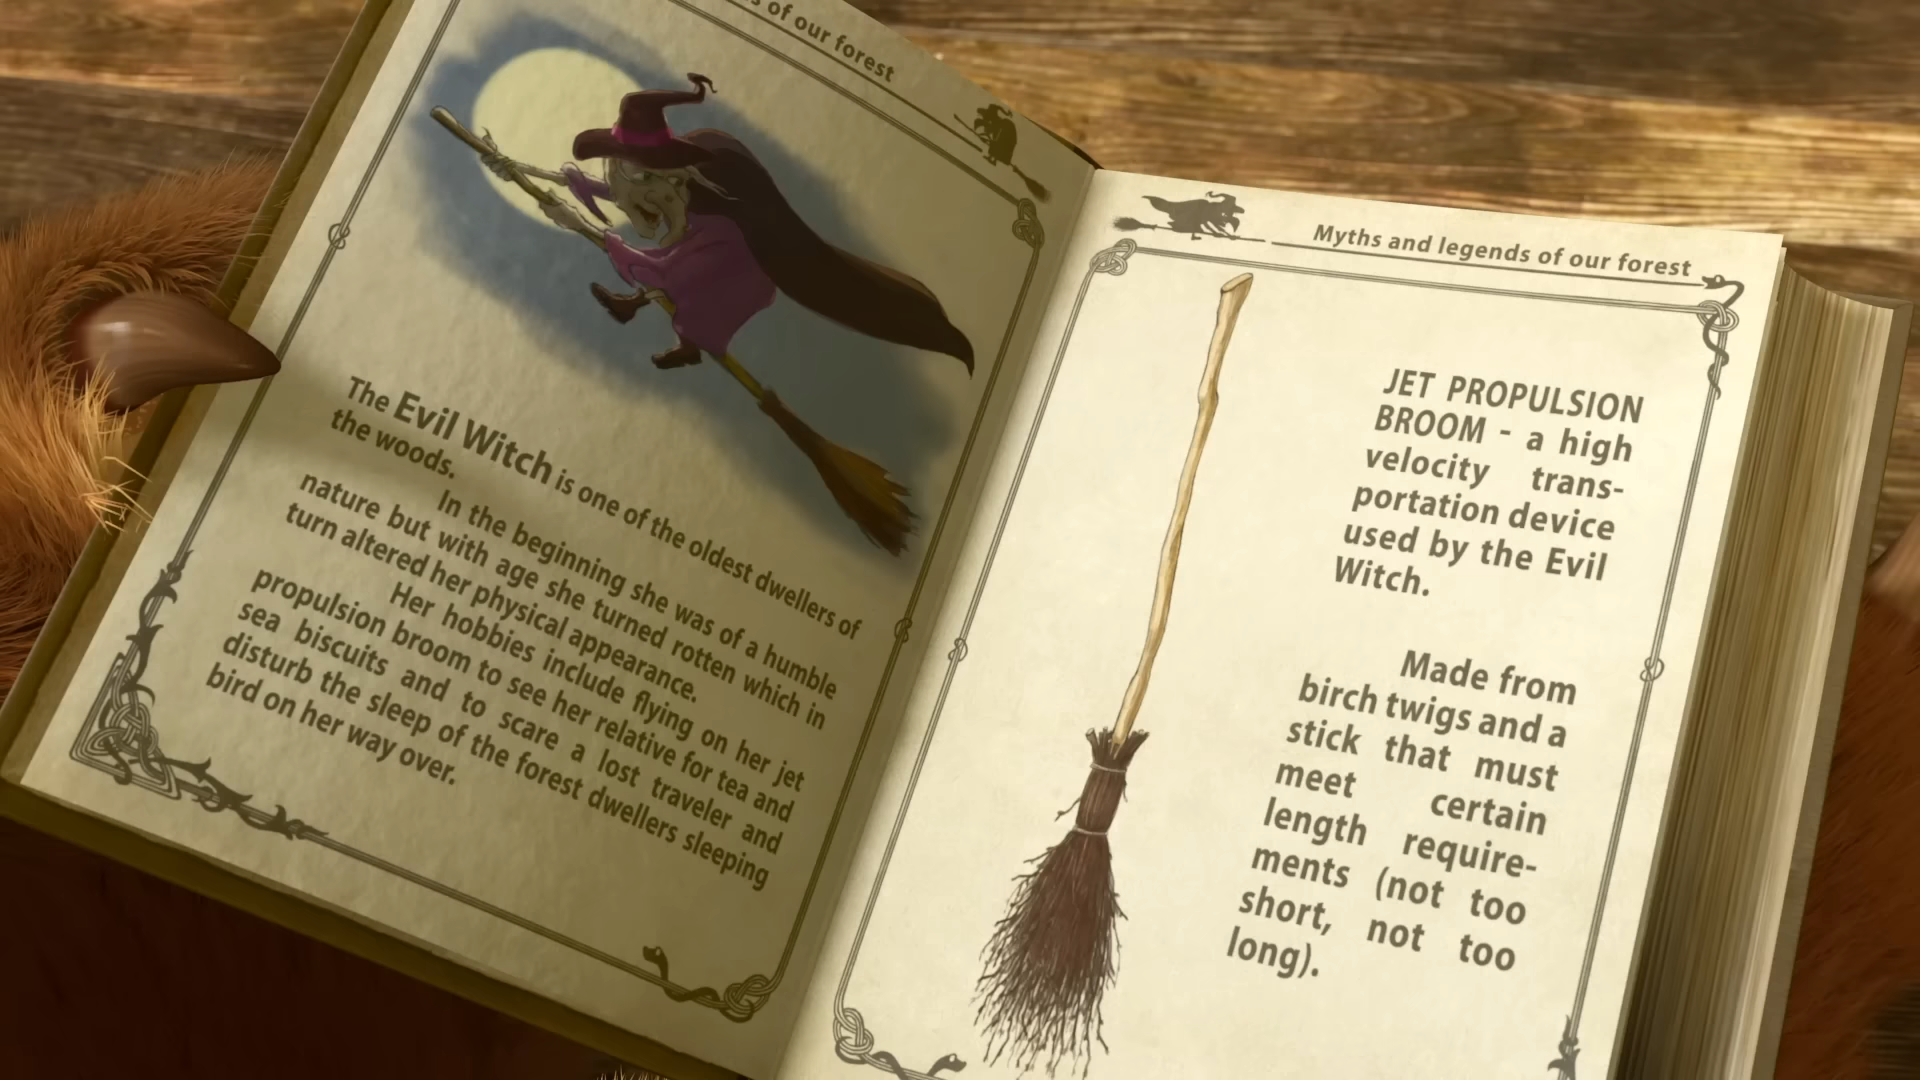 s of our forest
The Evil Witch is one of the oldest dwellers of
the woods.
In the beginning she was of a humble
nature but with age she turned rotten which in
turn altered her physical appearance.
Her hobbies include flying on her jet
propulsion broom to see her relative for tea and
sea biscuits and to scare a lost traveler and
disturb the sleep of the forest dwellers sleeping
bird on her way over.
Myths and legends of our forest
JET PROPULSION
BROOM - a high
velocity trans-
portation device
used by the Evil
Witch.
Made from
birch twigs and a
stick that must
meet certain
length require-
ments (not too
short, not too
long).